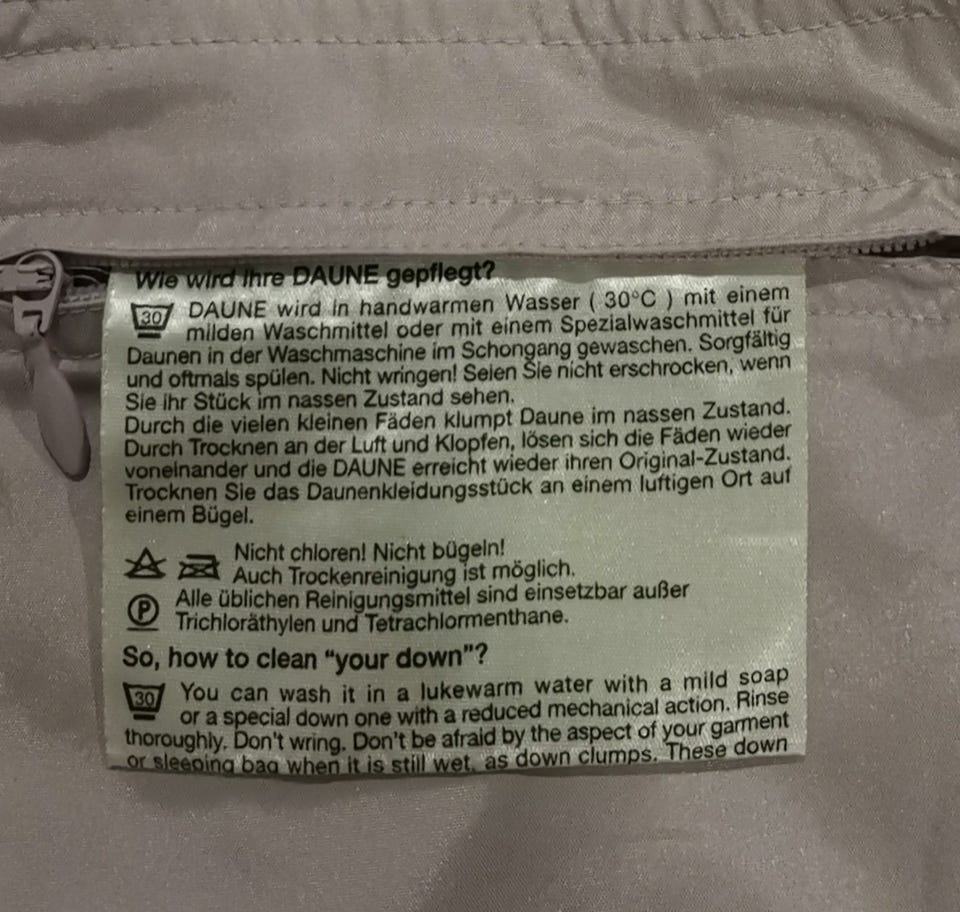 Wie wird Ihre DAUNE gepflegt?
30 DAUNE wird in handwarmen Wasser ( 30°C ) mit einem
milden Waschmittel oder mit einem Spezialwaschmittel für
Daunen in der Waschmaschine im Schongang gewaschen. Sorgfältig
und oftmals spülen. Nicht wringen! Seien Sie nicht erschrocken, wenn
Sie ihr Stück im nassen Zustand sehen.
Durch die vielen kleinen Fäden klumpt Daune im nassen Zustand.
Durch Trocknen an der Luft und Klopfen, lösen sich die Fäden wieder
voneinander und die DAUNE erreicht wieder ihren Original-Zustand.
Trocknen Sie das Daunenkleidungsstück an einem luftigen Ort auf
einem Bügel.
Nicht chloren! Nicht bügeln!
Auch Trockenreinigung ist möglich.
P Alle üblichen Reinigungsmittel sind einsetzbar außer
Trichloräthylen und Tetrachlormenthane.
So, how to clean "your down"?
30 You can wash it in a lukewarm water with a mild soap
or a special down one with a reduced mechanical action. Rinse
thoroughly. Don't wring. Don't be afraid by the aspect of your garment
or sleeping bag when it is still wet, as down clumps. These down